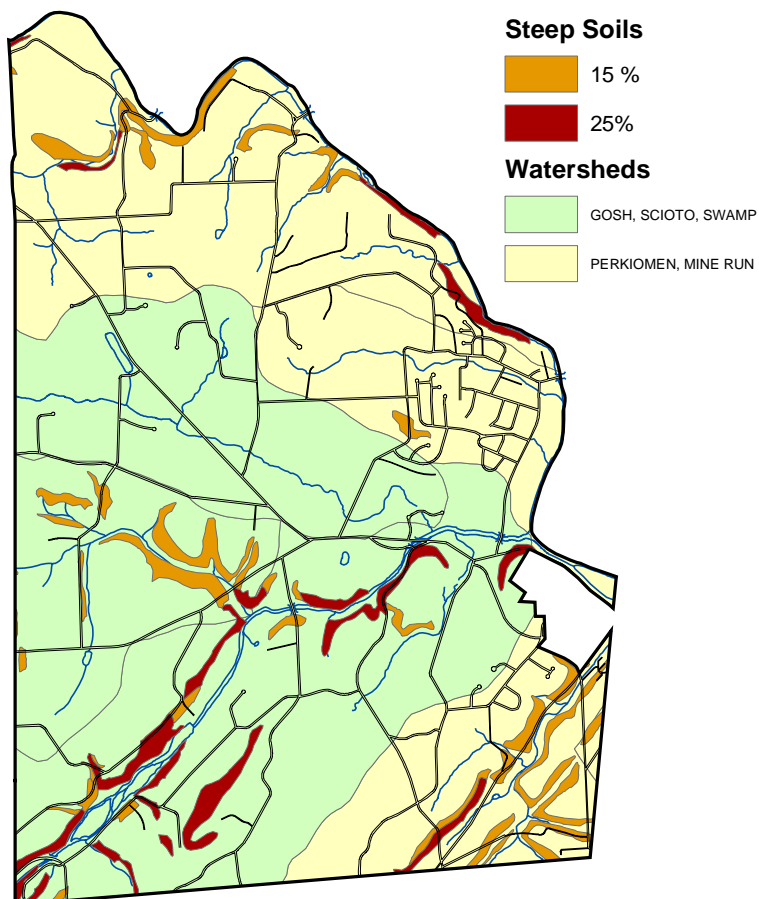 Steep Soils
15 %
25%
Watersheds
GOSH, SCIOTO, SWAMP
PERKIOMEN, MINE RUN